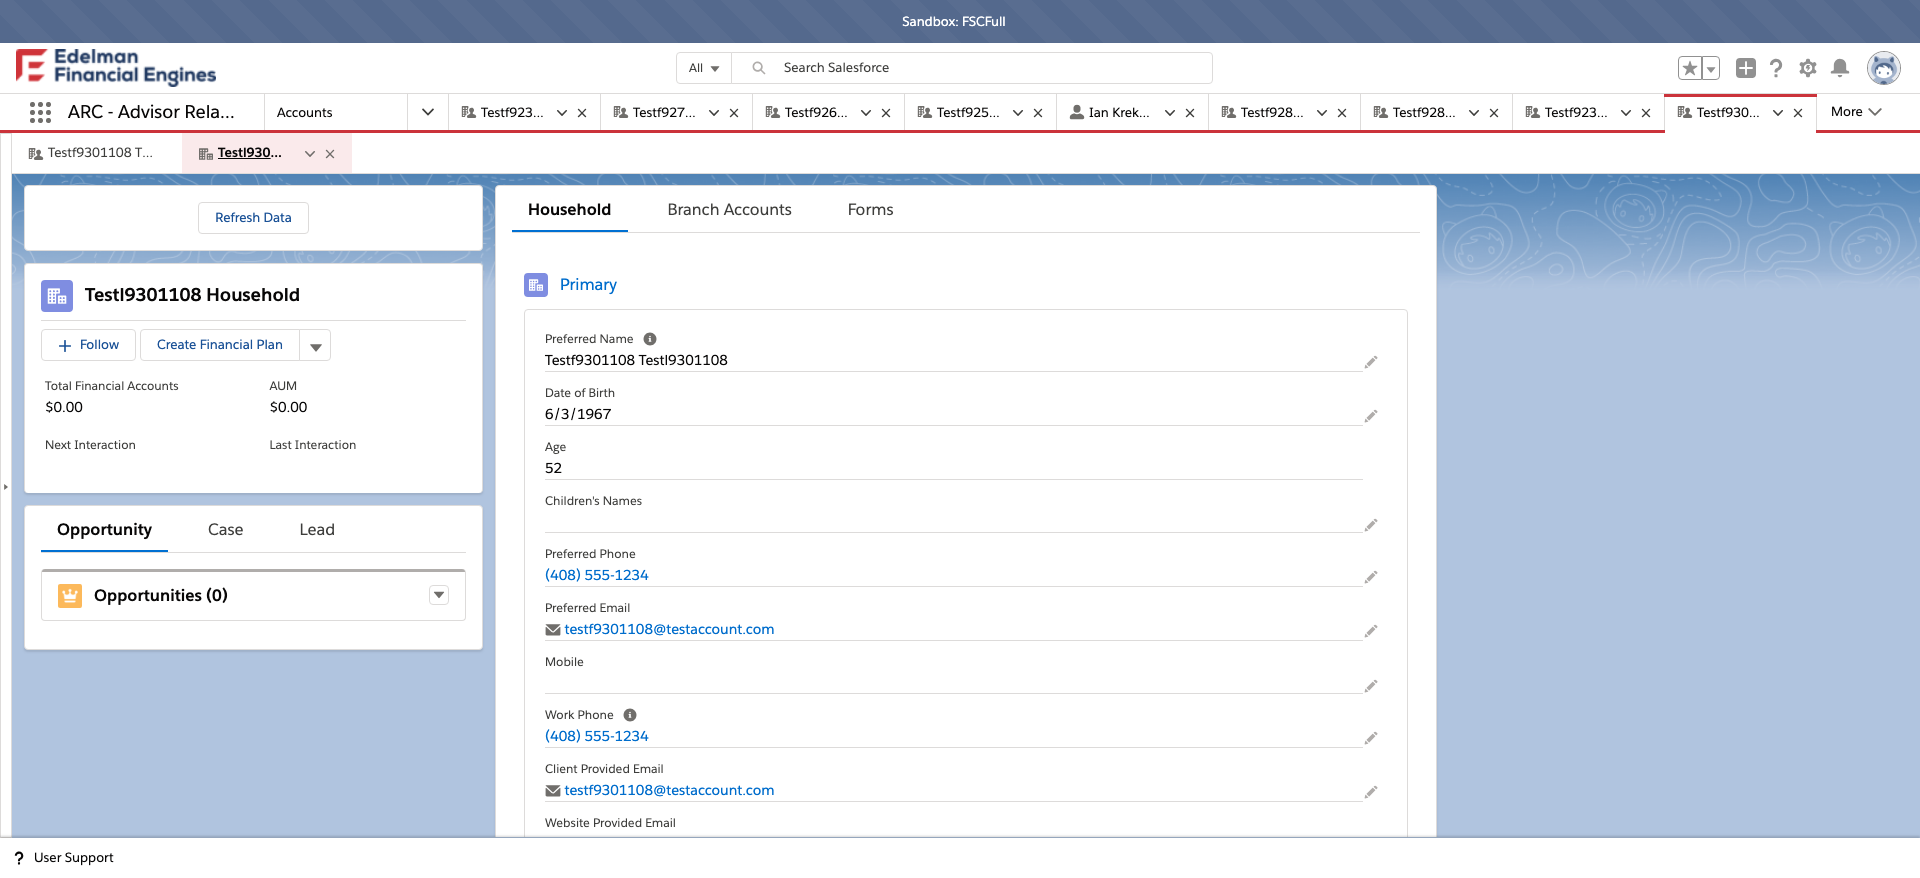 Sandbox: FSCFull
Edelman
Financial Engines
All
Search Salesforce
ARC - Advisor Rela...
Accounts
Testf923...
Testf927...
Testf926...
Testf925...
Ian Krek...
Testf928...
Testf928...
Testf923...
Testf930...
More
Testf9301108 T...
Testl930...
Refresh Data
Testl9301108 Household
Follow
Create Financial Plan
Total Financial Accounts
AUM
$0.00
$0.00
Next Interaction
Last Interaction
Opportunity
Case
Lead
Opportunities (0)
Household
Branch Accounts
Forms
Primary
Preferred Name
Testf9301108 Testl9301108
Date of Birth
6/3/1967
Age
52
Children's Names
Preferred Phone
(408) 555-1234
Preferred Email
testf9301108@testaccount.com
Mobile
Work Phone
(408) 555-1234
Client Provided Email
testf9301108@testaccount.com
Website Provided Email
? User Support